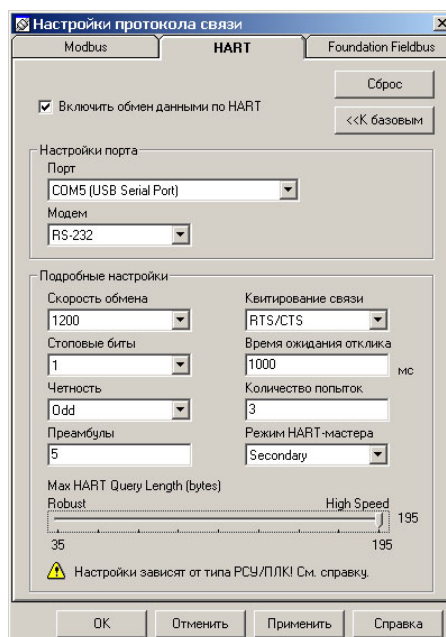 Настройки протокола связи
Modbus HART Foundation Fieldbus
Сброс
Включить обмен данными по HART
<<К базовым
Настройки порта
Порт
COM5 (USB Serial Port)
Модем
RS-232
Подробные настройки
Скорость обмена Квитирование связи
1200 RTS/CTS
Стоповые биты Время ожидания отклика
1 1000 мс
Четность Количество попыток
Odd 3
Преамбулы Режим HART-мастера
5 Secondary
Max HART Query Length (bytes)
Robust High Speed
195
35 195
Настройки зависят от типа РСУ/ПЛК! См. справку.
OK Отменить Применить Справка